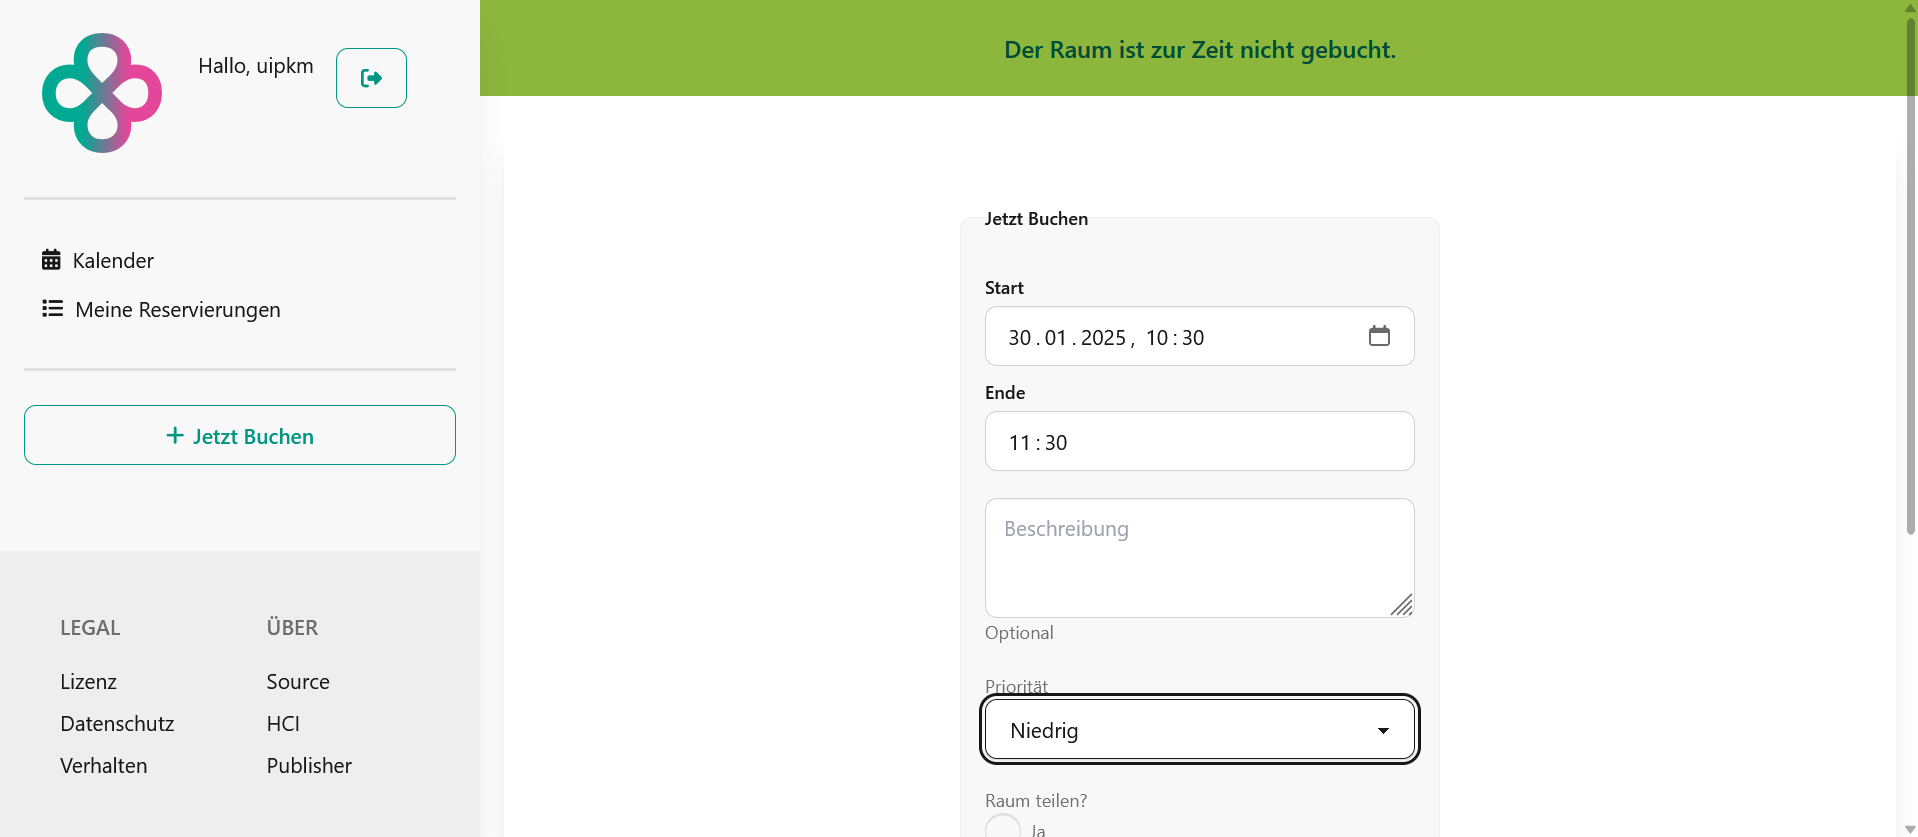 Hallo, uipkm
Kalender
Meine Reservierungen
+ Jetzt Buchen
LEGAL
Lizenz
Datenschutz
Verhalten
ÜBER
Source
HCI
Publisher
Der Raum ist zur Zeit nicht gebucht.
Jetzt Buchen
Start
30.01.2025, 10:30
Ende
11:30
Beschreibung
Optional
Priorität
Niedrig
Raum teilen?
Ja